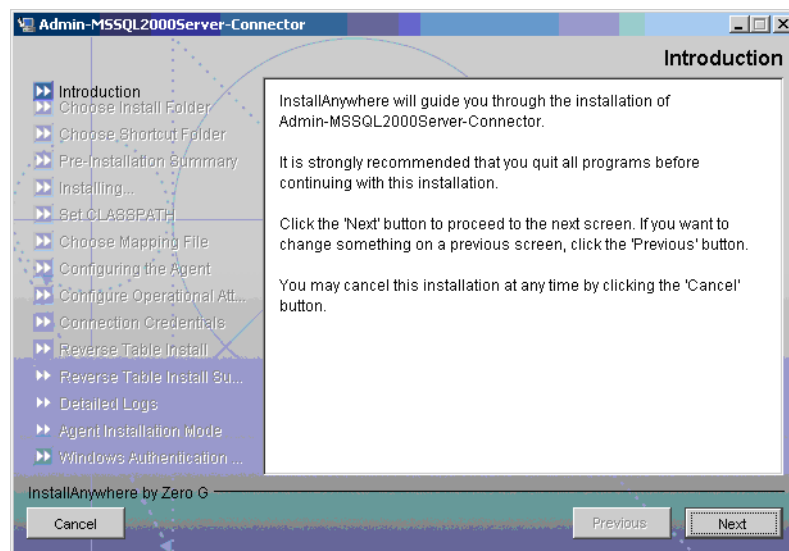 Admin-MSSQL2000Server-Connector
Introduction
Introduction
Choose Install Folder
Choose Shortcut Folder
Pre-Installation Summary
Installing...
Set CLASSPATH
Choose Mapping File
Configuring the Agent
Configure Operational Att...
Connection Credentials
Reverse Table Install
Reverse Table Install Su...
Detailed Logs
Agent Installation Mode
Windows Authentication ...
InstallAnywhere will guide you through the installation of
Admin-MSSQL2000Server-Connector.
It is strongly recommended that you quit all programs before
continuing with this installation.
Click the 'Next' button to proceed to the next screen. If you want to
change something on a previous screen, click the 'Previous' button.
You may cancel this installation at any time by clicking the 'Cancel'
button.
InstallAnywhere by Zero G
Cancel
Previous
Next